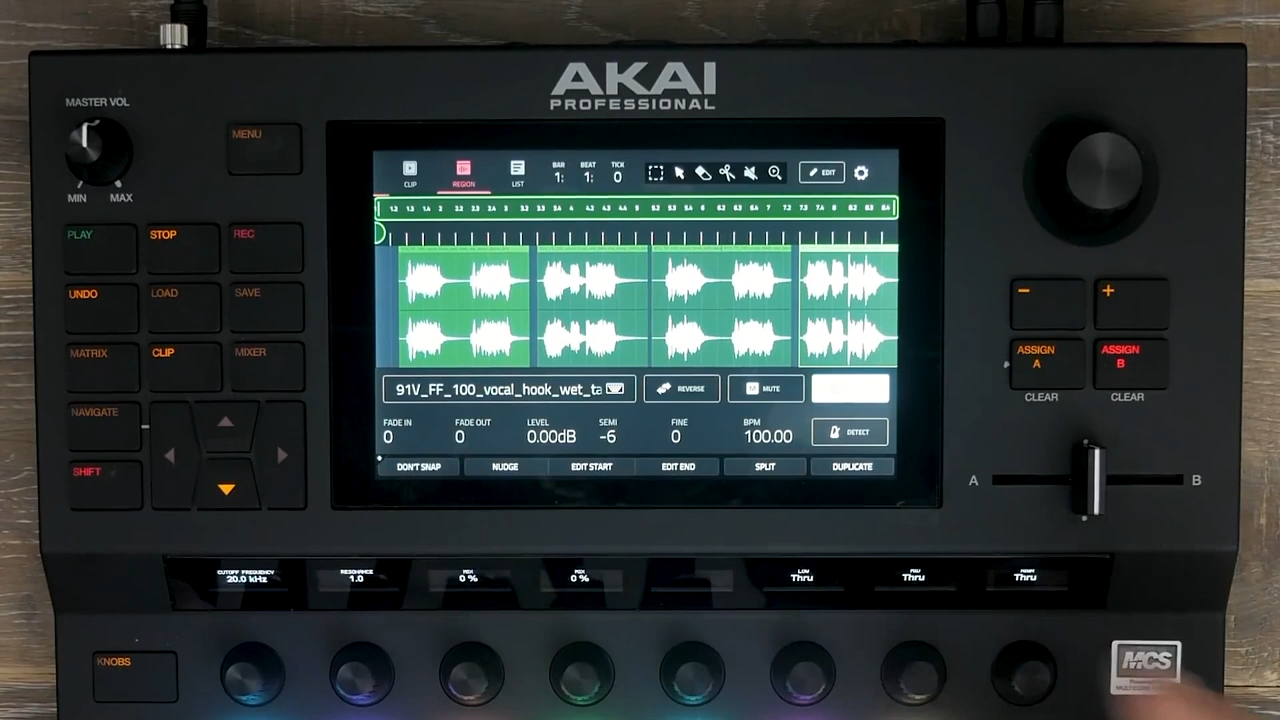 AKAI
PROFESSIONAL
MASTER VOL
MIN MAX
MENU
PLAY STOP REC
UNDO LOAD SAVE
MATRIX CLIP MIXER
NAVIGATE
SHIFT
CLIP REGION LIST
BAR BEAT TICK
1: 1: 0
EDIT
91V_FF_100_vocal_hook_wet_ta
REVERSE
M MUTE
FADE IN FADE OUT LEVEL SEMI FINE BPM
0 0 0.00dB -6 0 100.00
DETECT
DON'T SNAP NUDGE EDIT START EDIT END SPLIT DUPLICATE
- +
ASSIGN A
ASSIGN B
CLEAR CLEAR
A B
CUTOFF FREQUENCY RESONANCE MIX MIX LOW
20.0 kHz 1.0 0 % 0 % Thru Thru Thru
KNOBS
MCS